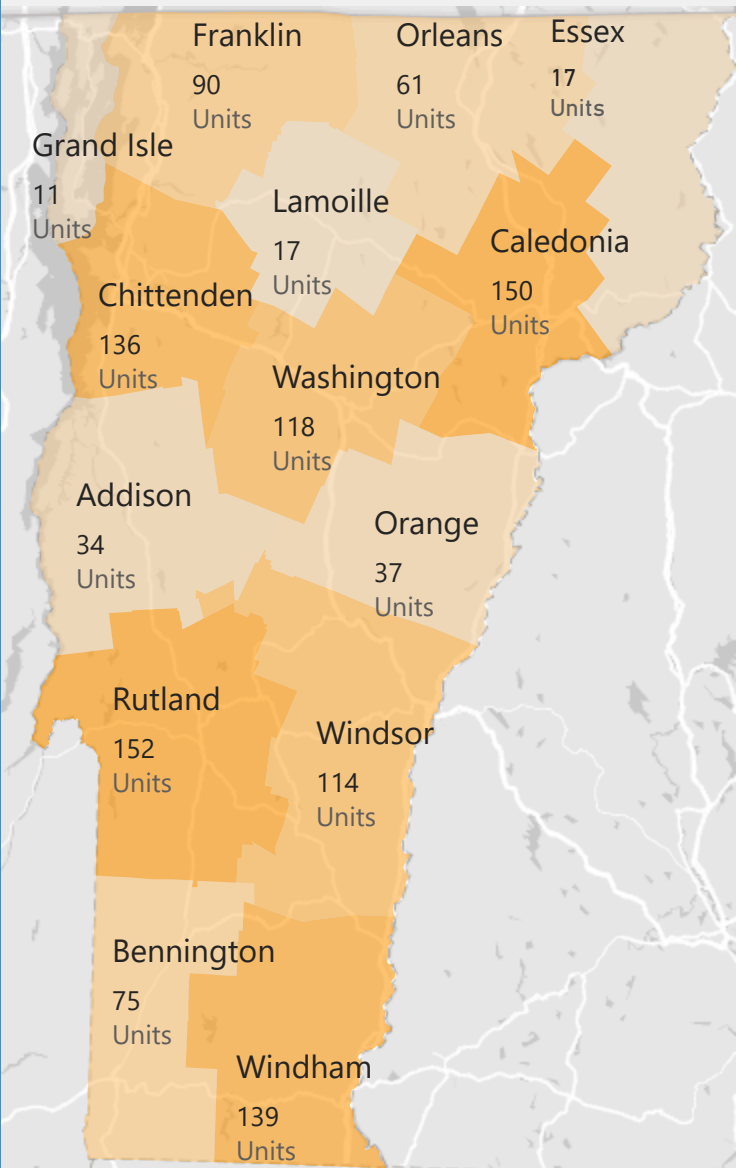 Franklin
90
Units
Orleans
61
Units
Essex
17
Units
Grand Isle
11
Units
Lamoille
17
Units
Caledonia
150
Units
Chittenden
136
Units
Washington
118
Units
Addison
34
Units
Orange
37
Units
Rutland
152
Units
Windsor
114
Units
Bennington
75
Units
Windham
139
Units